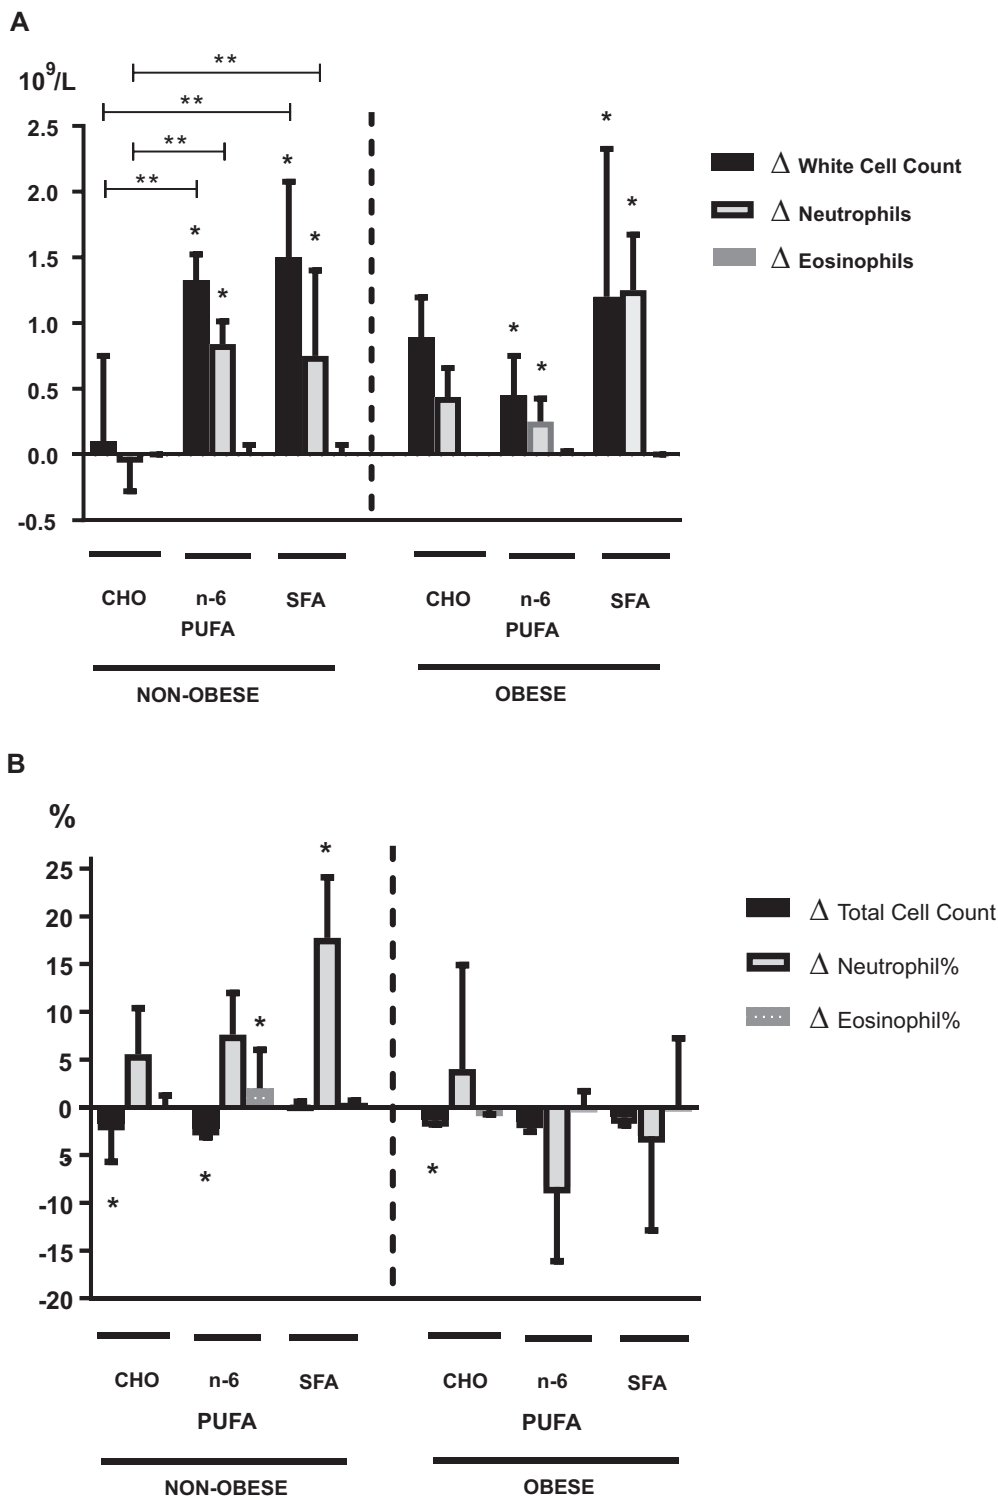 A
10⁹/L
** 
**
**
**
2.5
2.0
1.5
1.0
0.5
0.0
-0.5
*
*
*
*
*
*
*
*
Δ White Cell Count
Δ Neutrophils
Δ Eosinophils
CHO n-6 SFA CHO n-6 SFA
PUFA PUFA
NON-OBESE OBESE
B
%
25
20
15
10
5
0
5
-10
-15
-20
*
*
*
*
*
Δ Total Cell Count
Δ Neutrophil%
Δ Eosinophil%
CHO n-6 SFA CHO n-6 SFA
PUFA PUFA
NON-OBESE OBESE